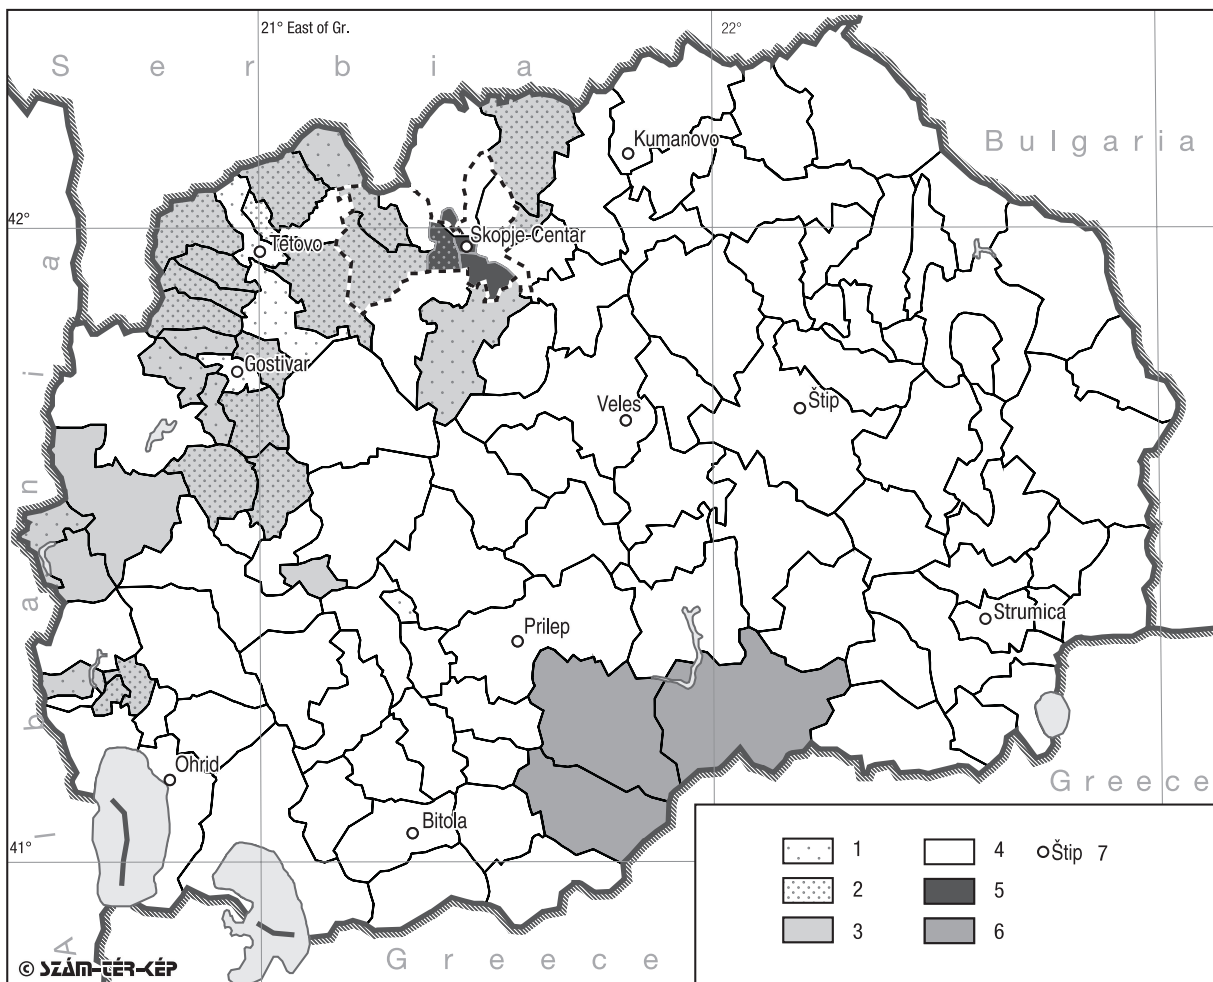 21° East of Gr.
22°
Serbia
Bulgaria
Kumanovo
42°
Tetovo
Skopje-Centar
Gostivar
Veles
Štip
Albania
Prilep
Strumica
Ohrid
Greece
Bitola
41°
1
4
Štip 7
2
5
3
6
Greece
© SZÁM-TÉR-KÉP